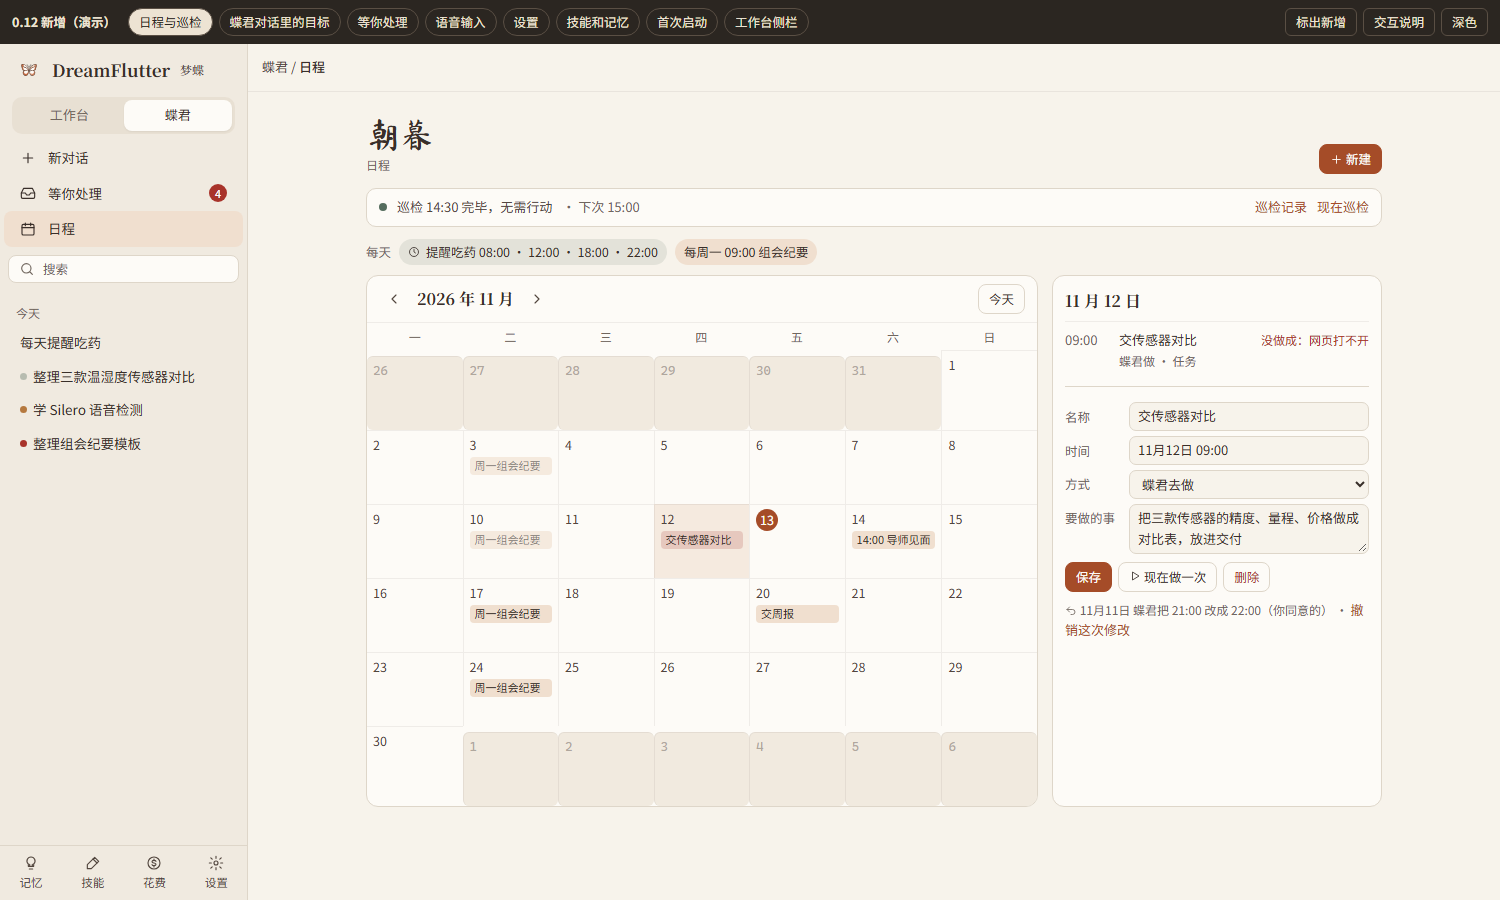 0.12 新增（演示） 日程与巡检 蝶君对话里的目标 等你处理 语音输入 设置 技能和记忆 首次启动 工作台侧栏 标出新增 交互说明 深色
DreamFlutter 梦蝶
工作台 蝶君
新对话
等你处理 4
日程
搜索
今天
每天提醒吃药
整理三款温湿度传感器对比
学 Silero 语音检测
整理组会纪要模板
记忆 技能 花费 设置
蝶君 / 日程
朝暮
日程
+ 新建
巡检 14:30 完毕，无需行动 · 下次 15:00 巡检记录 现在巡检
每天 提醒吃药 08:00 · 12:00 · 18:00 · 22:00 每周一 09:00 组会纪要
2026 年 11 月 今天
一 二 三 四 五 六 日
26 27 28 29 30 31 1
2 3 4 5 6 7 8
周一组会纪要
9 10 11 12 13 14 15
周一组会纪要 交传感器对比 14:00 导师见面
16 17 18 19 20 21 22
周一组会纪要 交周报
23 24 25 26 27 28 29
周一组会纪要
30 1 2 3 4 5 6
11 月 12 日
09:00 交传感器对比 没做成：网页打不开
蝶君做 · 任务
名称 交传感器对比
时间 11月12日 09:00
方式 蝶君去做
要做的事 把三款传感器的精度、量程、价格做成
对比表，放进交付
保存 现在做一次 删除
11月11日 蝶君把 21:00 改成 22:00（你同意的） · 撤
销这次修改